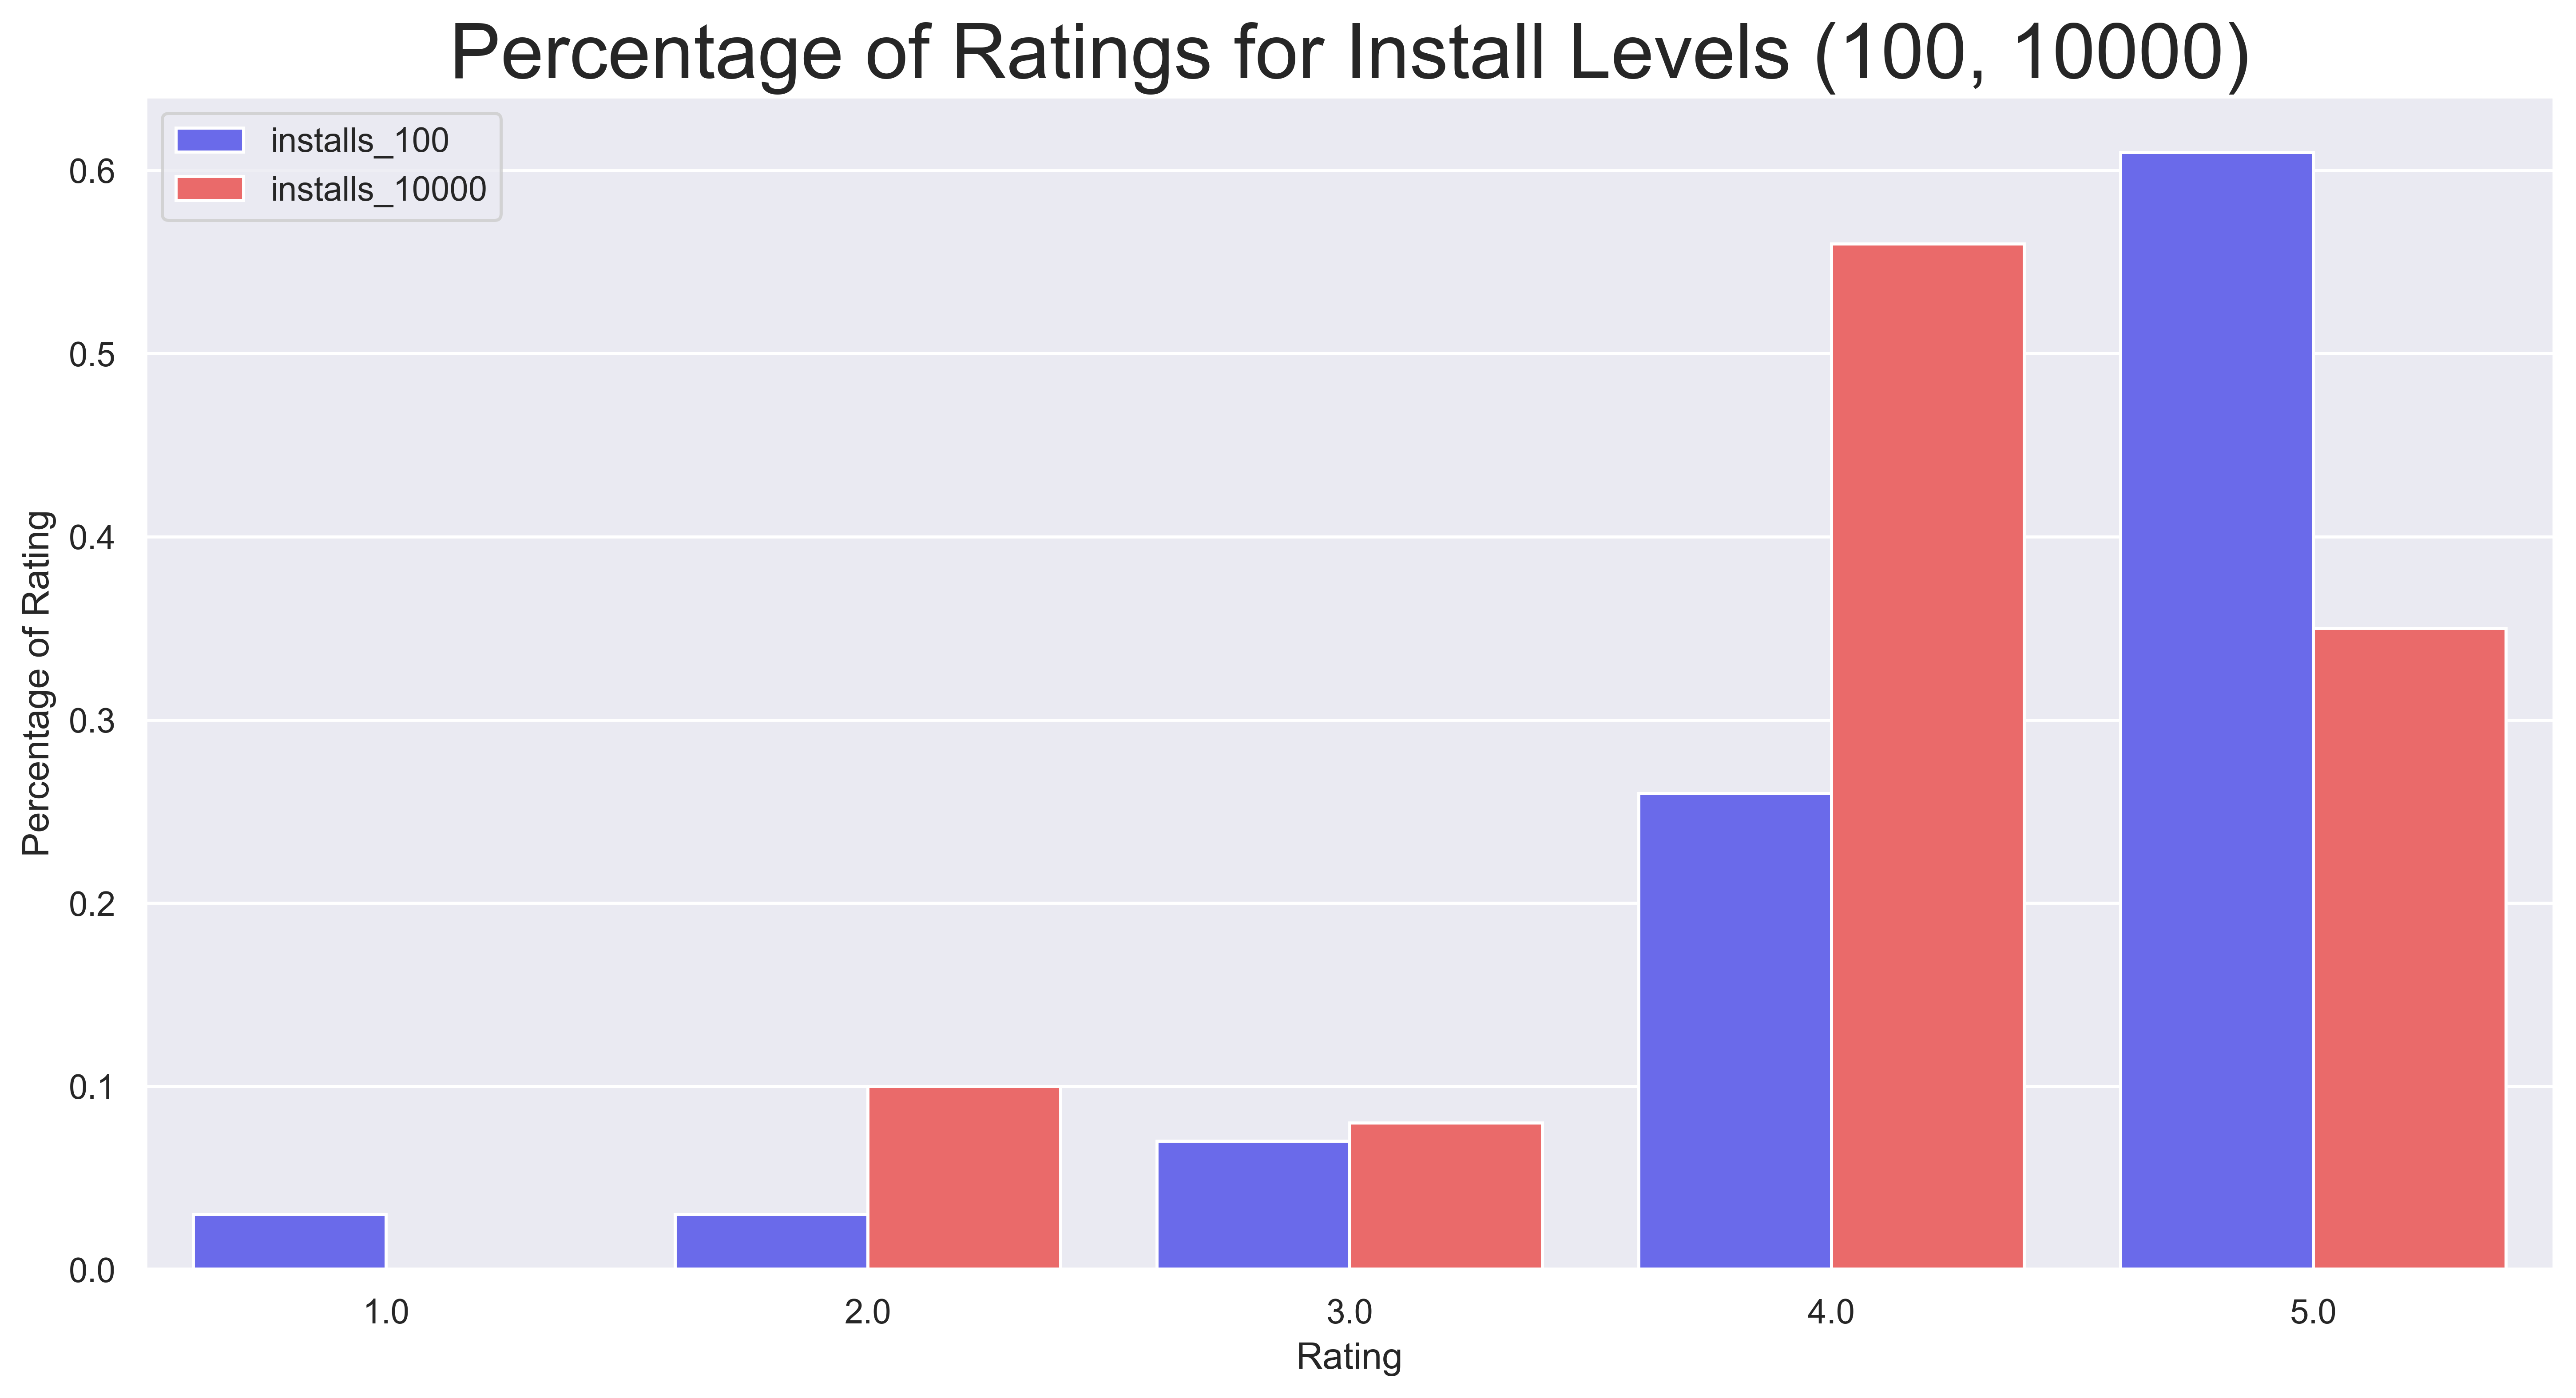 Percentage of Ratings for Install Levels (100, 10000)
installs_100
installs_10000
Percentage of Rating
0.6
0.5
0.4
0.3
0.2
0.1
0.0
1.0 2.0 3.0 4.0 5.0
Rating